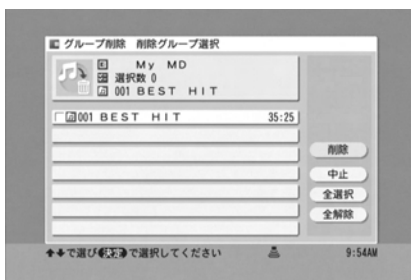 グループ削除 削除グループ選択
My MD
選択数 0
001 BEST HIT
001 BEST HIT 35:25
削除
中止
全選択
全解除
で選び決定で選択してください
9:54AM